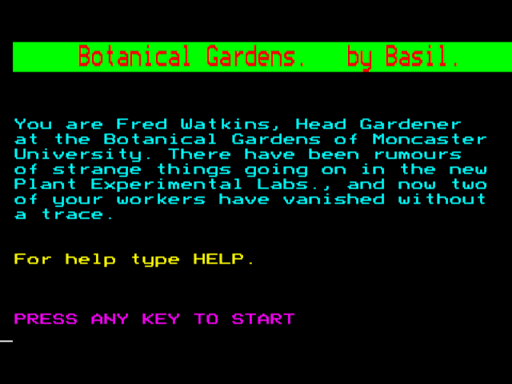 Botanical Gardens. by Basil.
You are Fred Watkins, Head Gardener
at the Botanical Gardens of Moncaster
University. There have been rumours
of strange things going on in the new
Plant Experimental Labs., and now two
of your workers have vanished without
a trace.
For help type HELP.
PRESS ANY KEY TO START